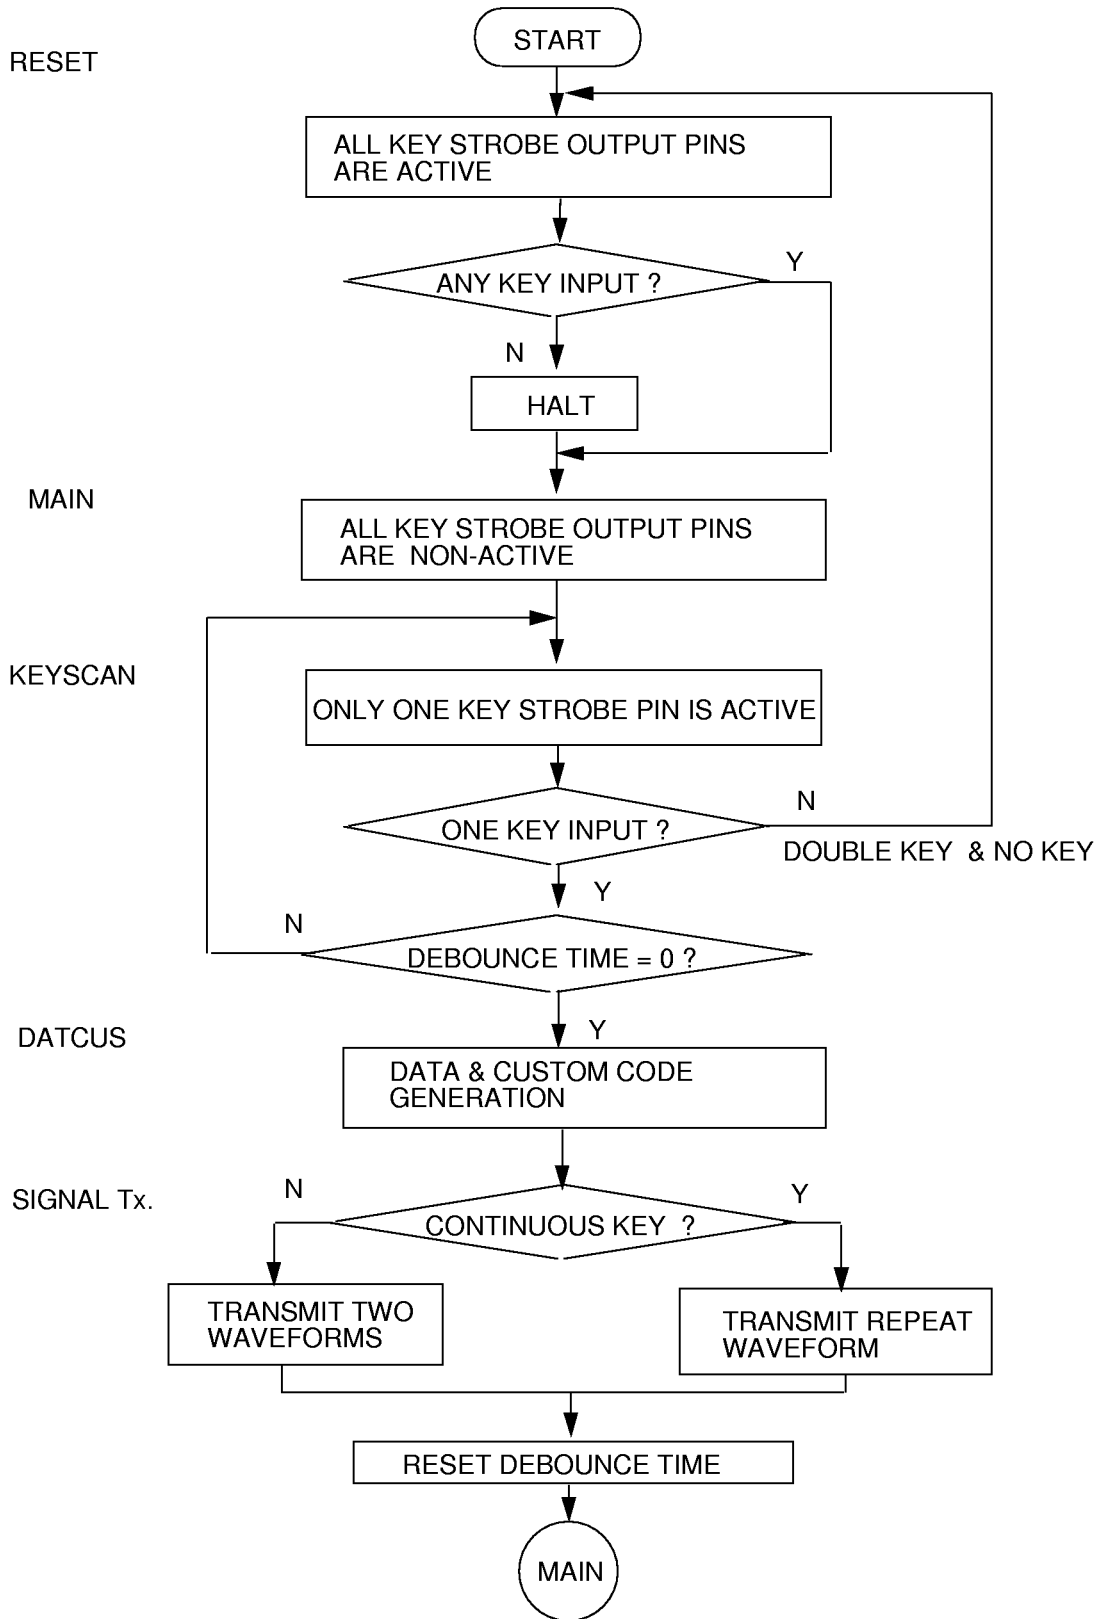 START
RESET
ALL KEY STROBE OUTPUT PINS
ARE ACTIVE
Y
ANY KEY INPUT ?
N
HALT
MAIN
ALL KEY STROBE OUTPUT PINS
ARE NON-ACTIVE
KEYSCAN
ONLY ONE KEY STROBE PIN IS ACTIVE
N
ONE KEY INPUT ?
DOUBLE KEY & NO KEY
Y
N
DEBOUNCE TIME = 0 ?
Y
DATCUS
DATA & CUSTOM CODE
GENERATION
SIGNAL Tx.
N
Y
CONTINUOUS KEY ?
TRANSMIT TWO
WAVEFORMS
TRANSMIT REPEAT
WAVEFORM
RESET DEBOUNCE TIME
MAIN